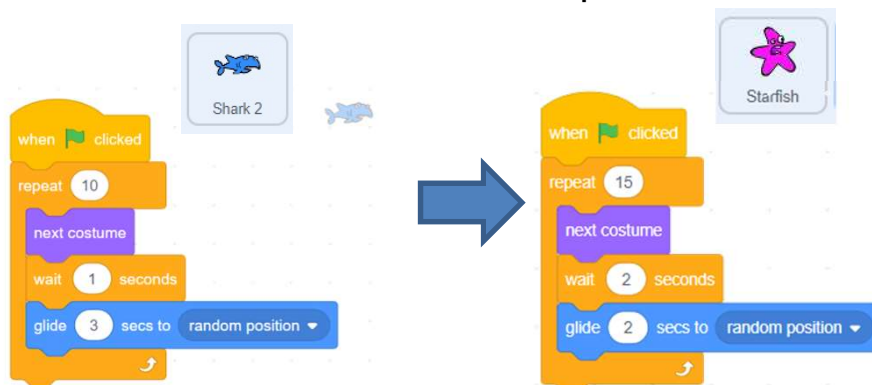 Shark 2
when clicked
repeat 10
next costume
wait 1 seconds
glide 3 secs to random position
Starfish
when clicked
repeat 15
next costume
wait 2 seconds
glide 2 secs to random position